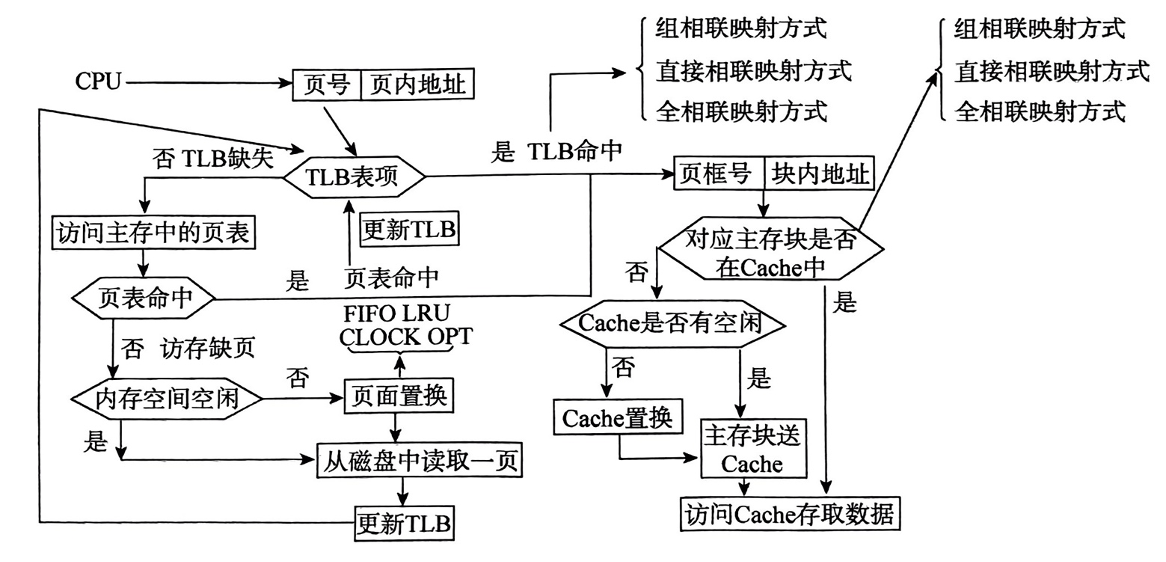 CPU
页号 页内地址
组相联映射方式
直接相联映射方式
全相联映射方式
组相联映射方式
直接相联映射方式
全相联映射方式
否 TLB缺失
TLB表项
是 TLB命中
页框号 块内地址
访问主存中的页表
更新TLB
对应主存块是否
在Cache中
页表命中
是 页表命中
否
是
FIFO LRU
CLOCK OPT
Cache是否有空闲
否 访存缺页
内存空间空闲
否
页面置换
否
是
Cache置换
主存块送
Cache
是
从磁盘中读取一页
更新TLB
访问Cache存取数据